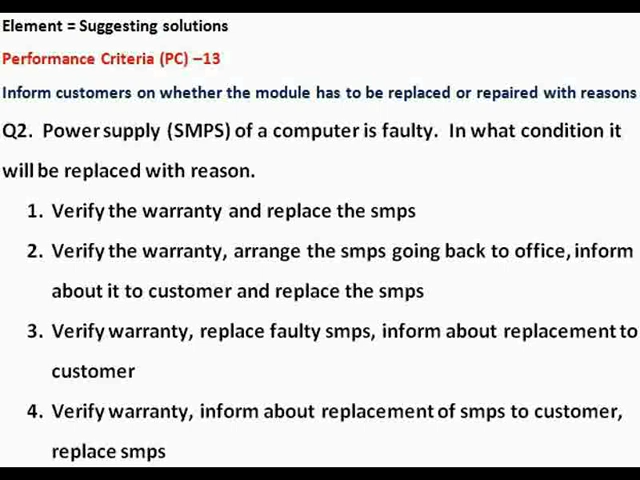 Element = Suggesting solutions
Performance Criteria (PC) –13
Inform customers on whether the module has to be replaced or repaired with reasons
Q2. Power supply (SMPS) of a computer is faulty. In what condition it
will be replaced with reason.
1. Verify the warranty and replace the smps
2. Verify the warranty, arrange the smps going back to office, inform
about it to customer and replace the smps
3. Verify warranty, replace faulty smps, inform about replacement to
customer
4. Verify warranty, inform about replacement of smps to customer,
replace smps